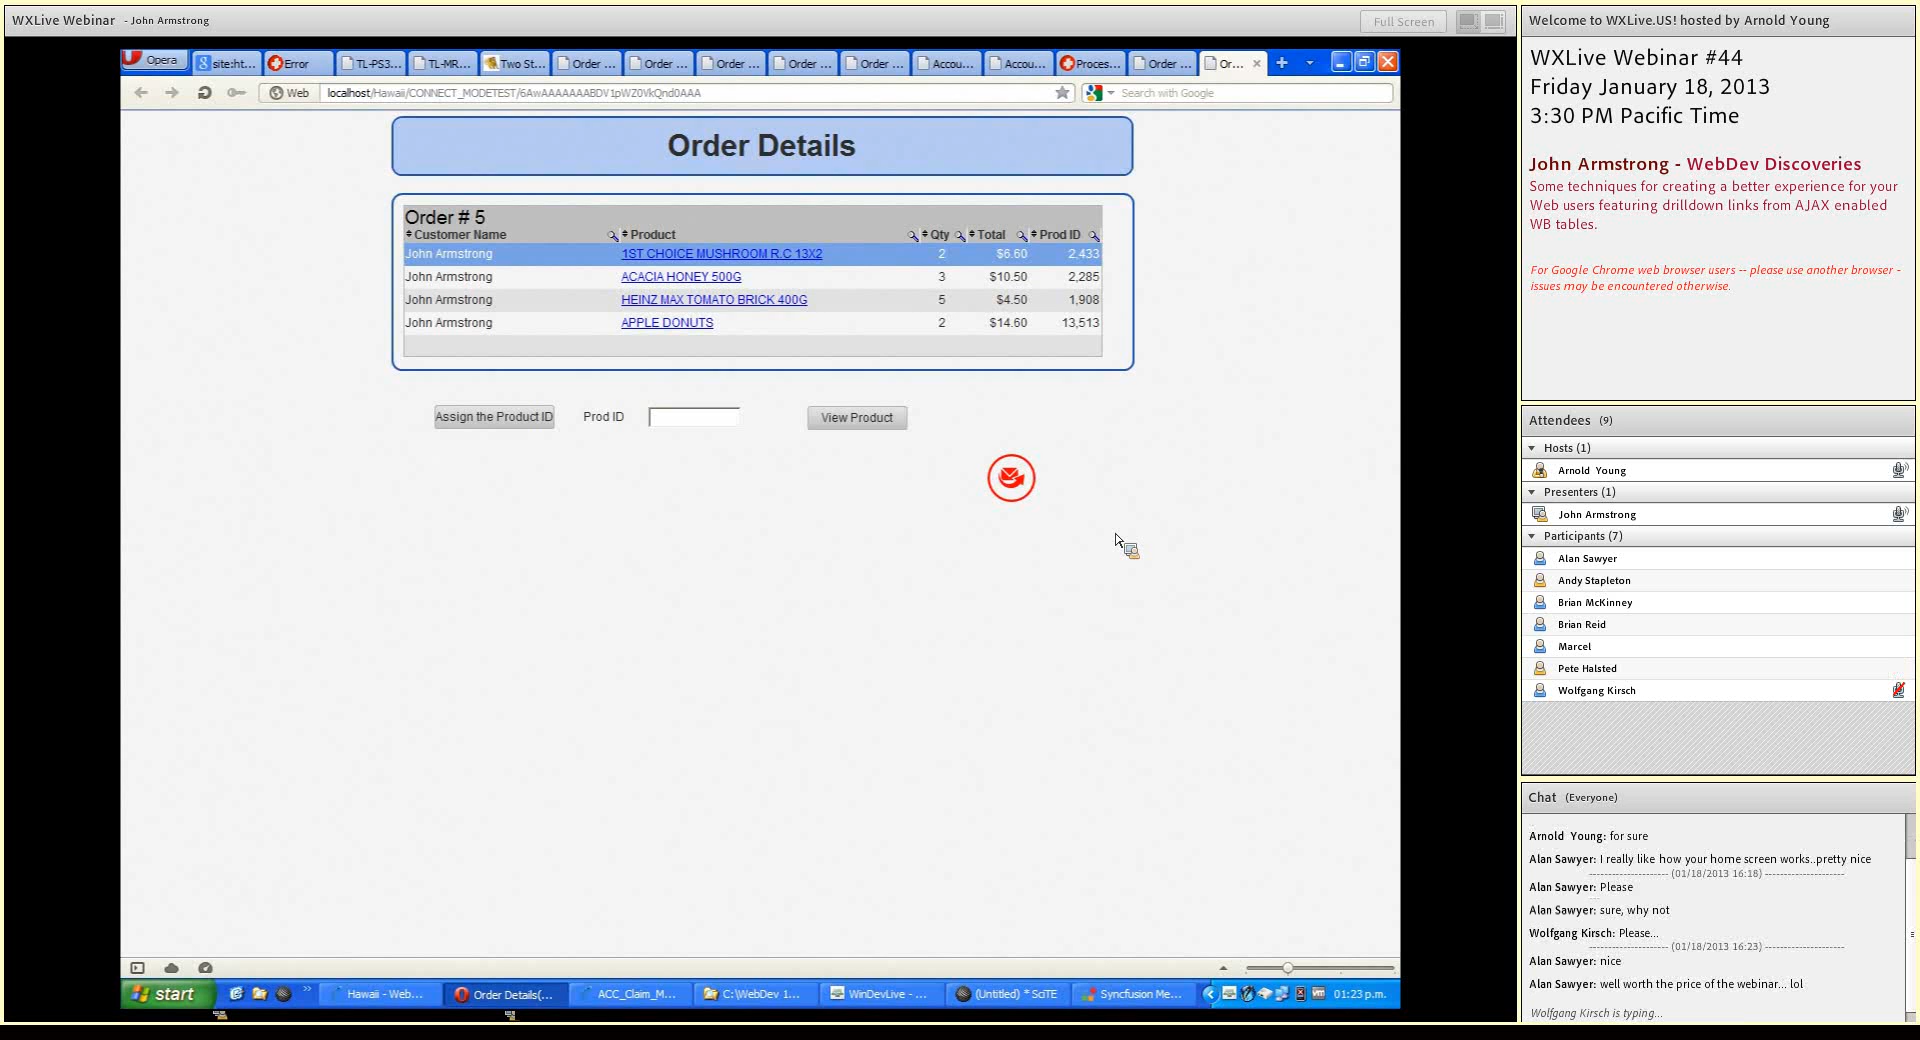 WXLive Webinar - John Armstrong
Full Screen
Opera
site:ht...
Error
TL-PS3...
TL-MR...
Two St...
Order ...
Order ...
Order ...
Order ...
Order ...
Accou...
Accou...
Proces...
Order ...
Or...
Web
localhost/Hawaii/CONNECT_MODETEST/6AwAAAAAAABDV1pWZ0VkQnd0AAA
Search with Google
Order Details
Order # 5
Customer Name Product Qty Total Prod ID
John Armstrong 1ST CHOICE MUSHROOM R.C 13X2 2 $6.60 2,433
John Armstrong ACACIA HONEY 500G 3 $10.50 2,285
John Armstrong HEINZ MAX TOMATO BRICK 400G 5 $4.50 1,908
John Armstrong APPLE DONUTS 2 $14.60 13,513
Assign the Product ID Prod ID View Product
start
Hawaii - Web...
Order Details(...
ACC_Claim_M...
C:\WebDev 1...
WinDevLive - ...
(Untitled) * SciTE
Syncfusion Me...
01:23 p.m.
Welcome to WXLive.US! hosted by Arnold Young
WXLive Webinar #44
Friday January 18, 2013
3:30 PM Pacific Time
John Armstrong - WebDev Discoveries
Some techniques for creating a better experience for your
Web users featuring drilldown links from AJAX enabled
WB tables.
For Google Chrome web browser users -- please use another browser -
issues may be encountered otherwise.
Attendees (9)
Hosts (1)
Arnold Young
Presenters (1)
John Armstrong
Participants (7)
Alan Sawyer
Andy Stapleton
Brian McKinney
Brian Reid
Marcel
Pete Halsted
Wolfgang Kirsch
Chat (Everyone)
Arnold Young: for sure
Alan Sawyer: I really like how your home screen works..pretty nice
-------------------- (01/18/2013 16:18) --------------------
Alan Sawyer: Please
Alan Sawyer: sure, why not
Wolfgang Kirsch: Please...
-------------------- (01/18/2013 16:23) --------------------
Alan Sawyer: nice
Alan Sawyer: well worth the price of the webinar... lol
Wolfgang Kirsch is typing...